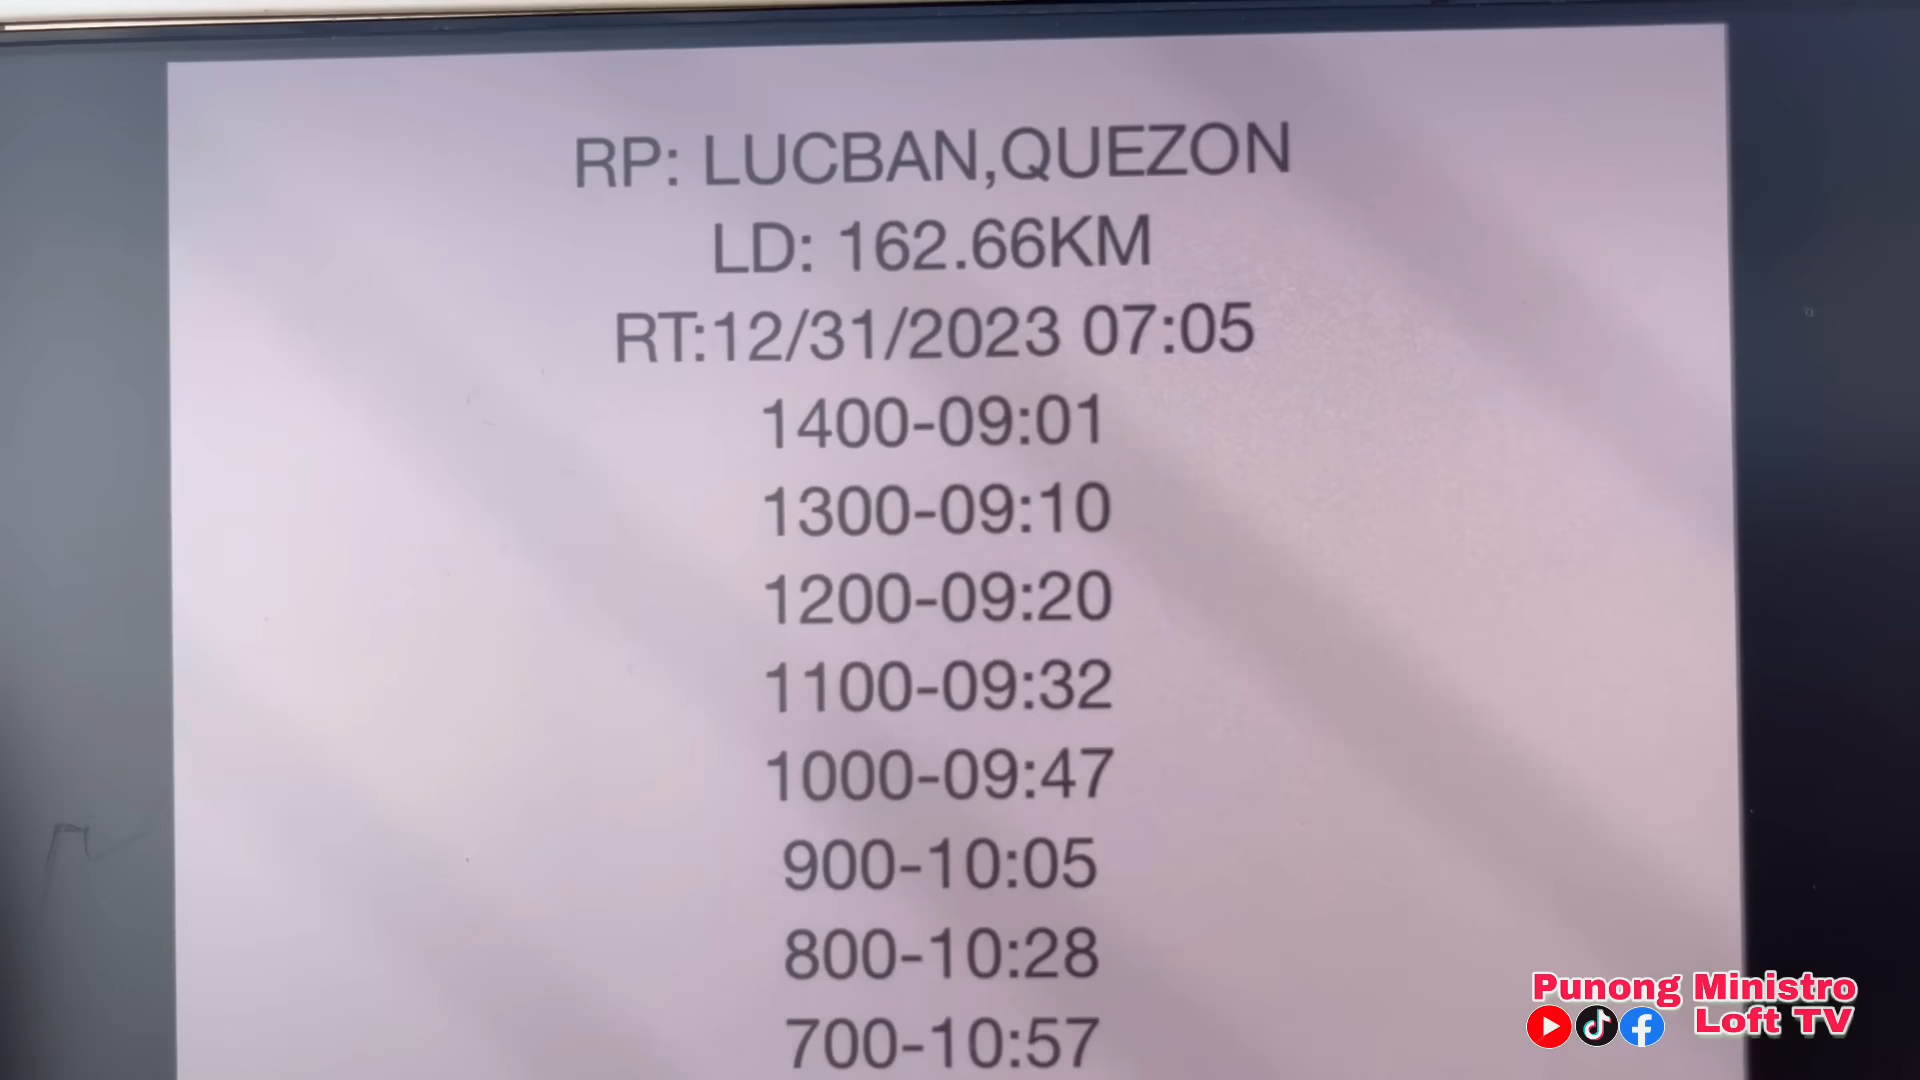 RP: LUCBAN,QUEZON
LD: 162.66KM
RT:12/31/2023 07:05
1400-09:01
1300-09:10
1200-09:20
1100-09:32
1000-09:47
900-10:05
800-10:28
700-10:57
Punong Ministro
Loft TV